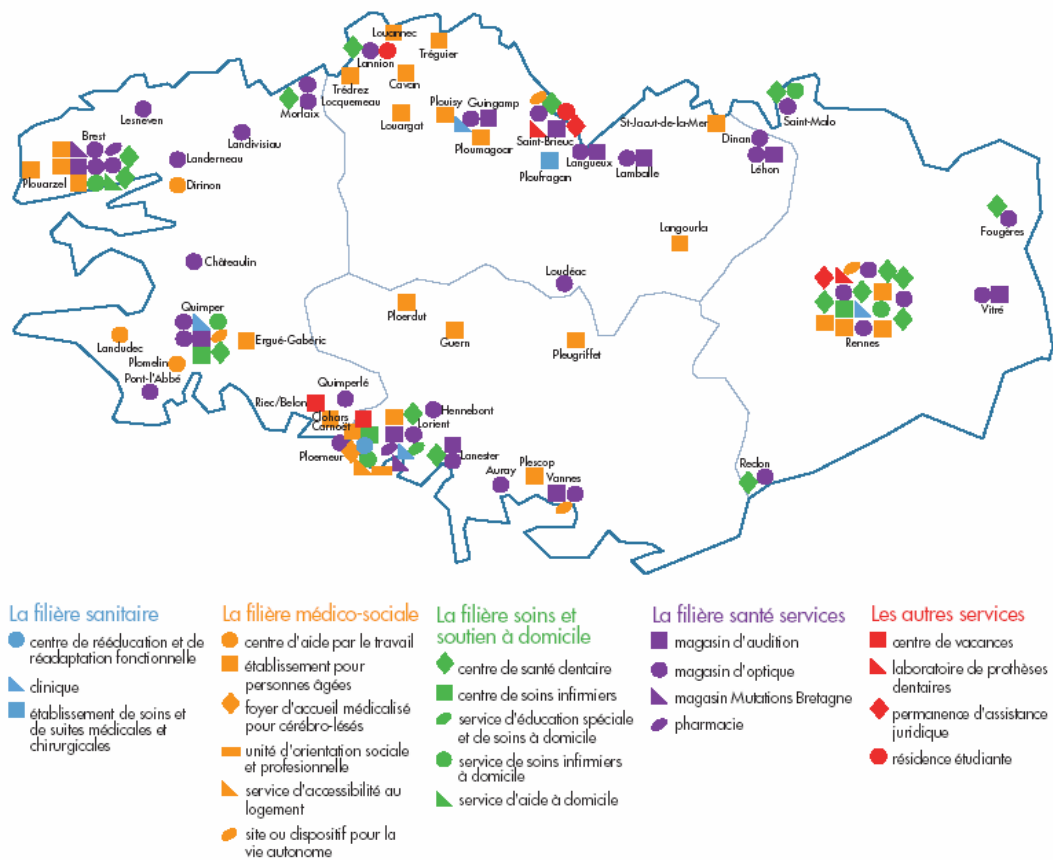 Louannec
Tréguier
Lannion
Trédrez
Locquemeau
Cavan
Morlaix
Louargat
Plouisy
Guingamp
Ploumagoar
St-Jacut-de-la-Mer
Saint-Malo
Dinan
Saint-Brieuc
Langueux
Ploufragan
Lamballe
Léhon
Lesneven
Landivisiau
Brest
Landerneau
Plouarzel
Dirinon
Fougères
Langourla
Châteaulin
Loudéac
Vitré
Rennes
Quimper
Ploerdut
Guern
Pleugriffet
Landudec
Ergué-Gabéric
Plomelin
Pont-l'Abbé
Quimperlé
Riec/Belon
Clohars
Carnoët
Hennebont
Lorient
Ploemeur
Lanester
Auray
Plescop
Vannes
Redon
La filière sanitaire
centre de rééducation et de
réadaptation fonctionnelle
clinique
établissement de soins et
de suites médicales et
chirurgicales
La filière médico-sociale
centre d'aide par le travail
établissement pour
personnes âgées
foyer d'accueil médicalisé
pour cérébro-lésés
unité d'orientation sociale
et profesionnelle
service d'accessibilité au
logement
site ou dispositif pour la
vie autonome
La filière soins et
soutien à domicile
centre de santé dentaire
centre de soins infirmiers
service d'éducation spéciale
et de soins à domicile
service de soins infirmiers
à domicile
service d'aide à domicile
La filière santé services
magasin d'audition
magasin d'optique
magasin Mutations Bretagne
pharmacie
Les autres services
centre de vacances
laboratoire de prothèses
dentaires
permanence d'assistance
juridique
résidence étudiante